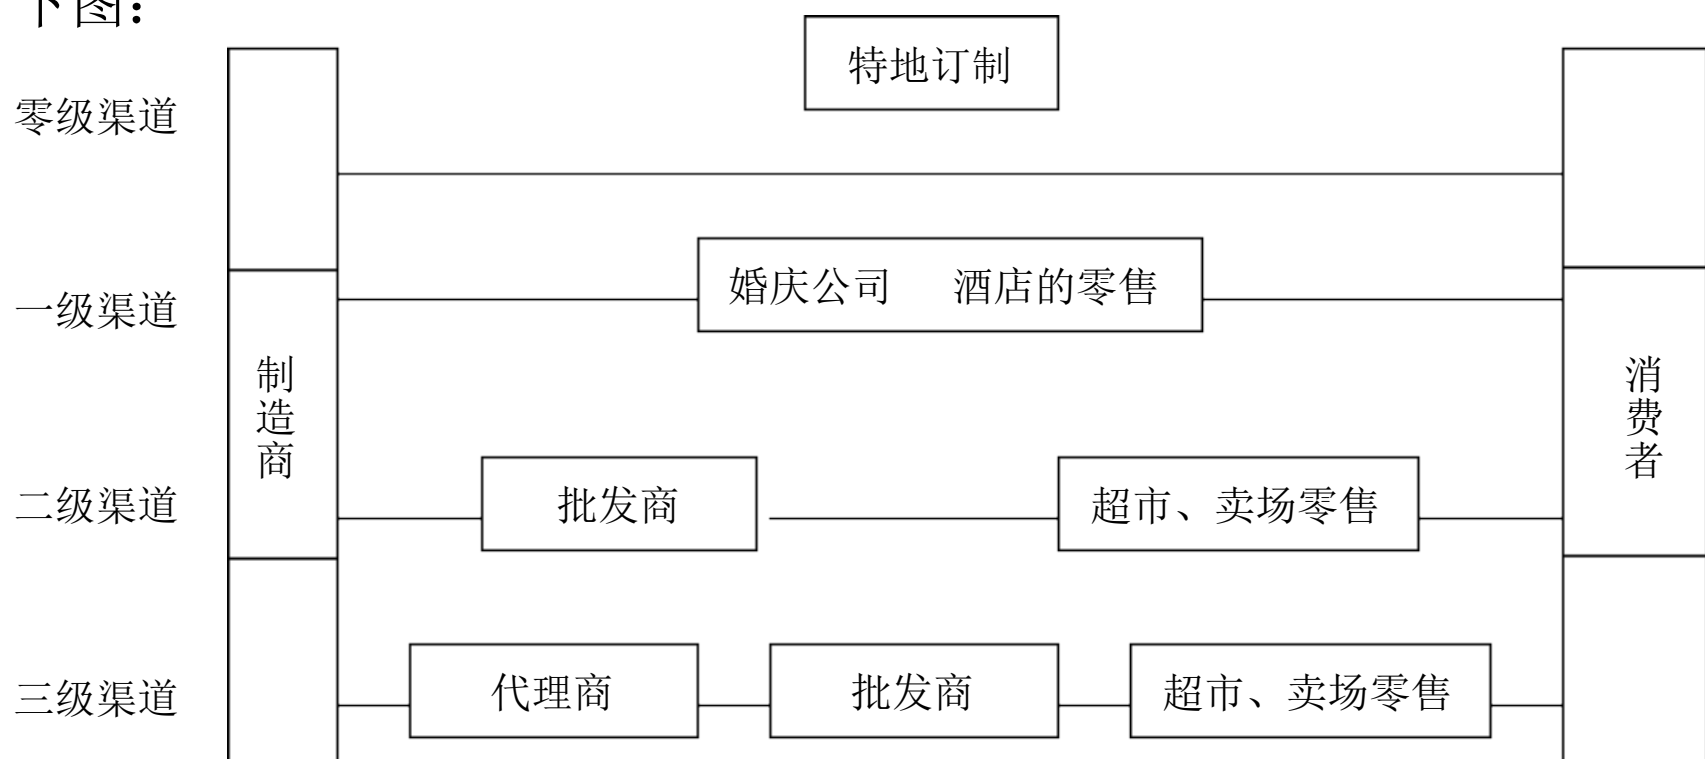 下图：
特地订制
零级渠道
婚庆公司 酒店的零售
一级渠道
制造商
消费者
二级渠道
批发商
超市、卖场零售
三级渠道
代理商
批发商
超市、卖场零售